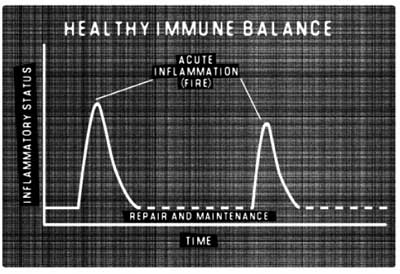 HEALTHY IMMUNE BALANCE
ACUTE
INFLAMMATION
(FIRE)
INFLAMMATORY STATUS
REPAIR AND MAINTENANCE
TIME